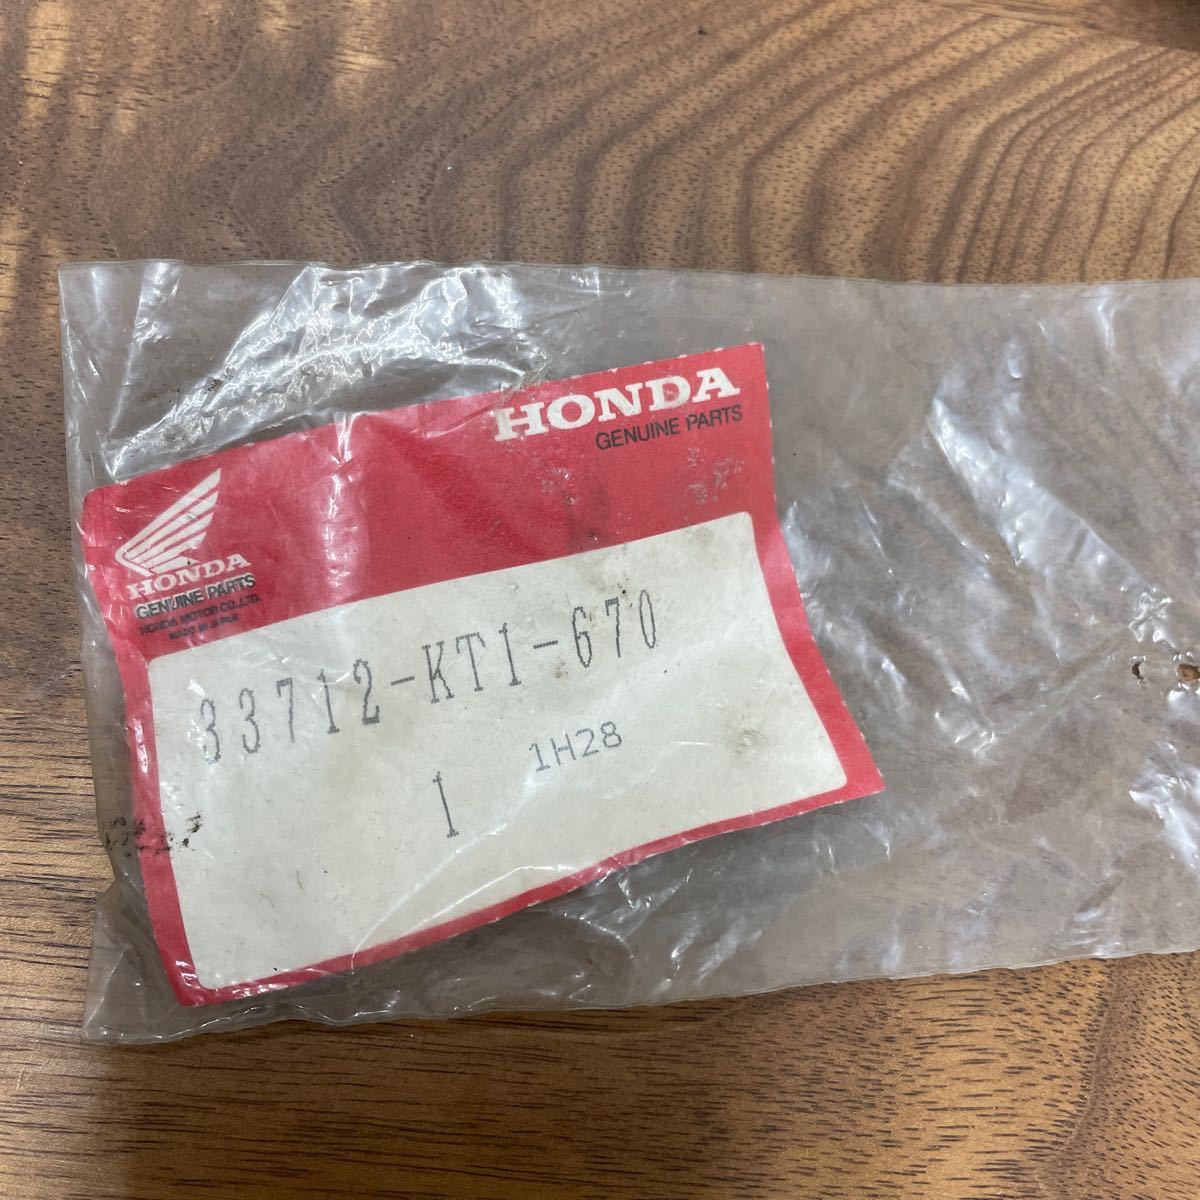 HONDA
GENUINE PARTS
HONDA
GENUINE PARTS
HONDA MOTOR CO.,LTD.
MADE IN JAPAN
33712-KT1-670
1H28
1